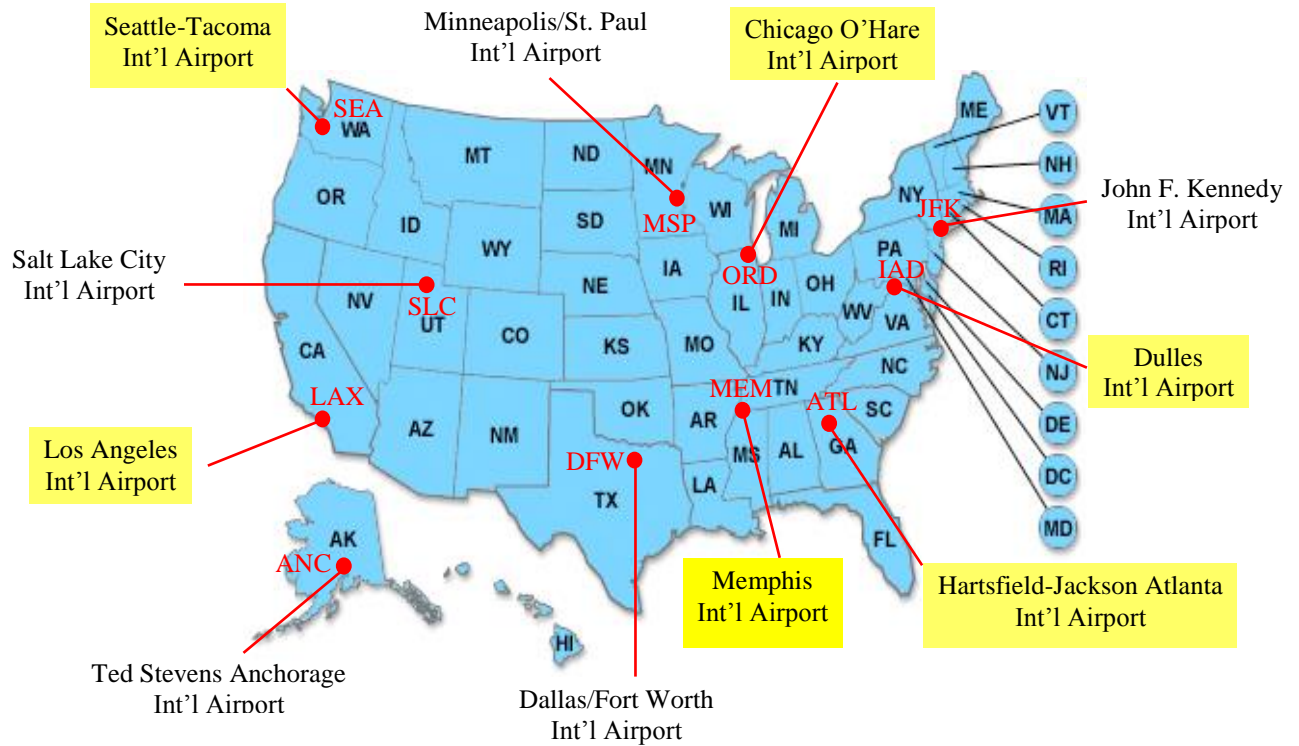 Seattle-Tacoma
Int’l Airport
Minneapolis/St. Paul
Int’l Airport
Chicago O’Hare
Int’l Airport
SEA
WA
MT
ND
MN
ME
VT
NH
OR
ID
SD
MSP
WI
MI
NY
JFK
MA
John F. Kennedy
Int’l Airport
Salt Lake City
Int’l Airport
WY
IA
ORD
PA
IAD
RI
NV
SLC
UT
NE
IL
IN
OH
WV
VA
CT
CA
CO
KS
MO
KY
NC
NJ
Dulles
Int’l Airport
LAX
AZ
NM
OK
AR
MEM
TN
ATL
SC
DE
Los Angeles
Int’l Airport
DFW
TX
LA
MS
AL
GA
DC
FL
MD
AK
ANC
HI
Memphis
Int’l Airport
Hartsfield-Jackson Atlanta
Int’l Airport
Ted Stevens Anchorage
Int’l Airport
Dallas/Fort Worth
Int’l Airport